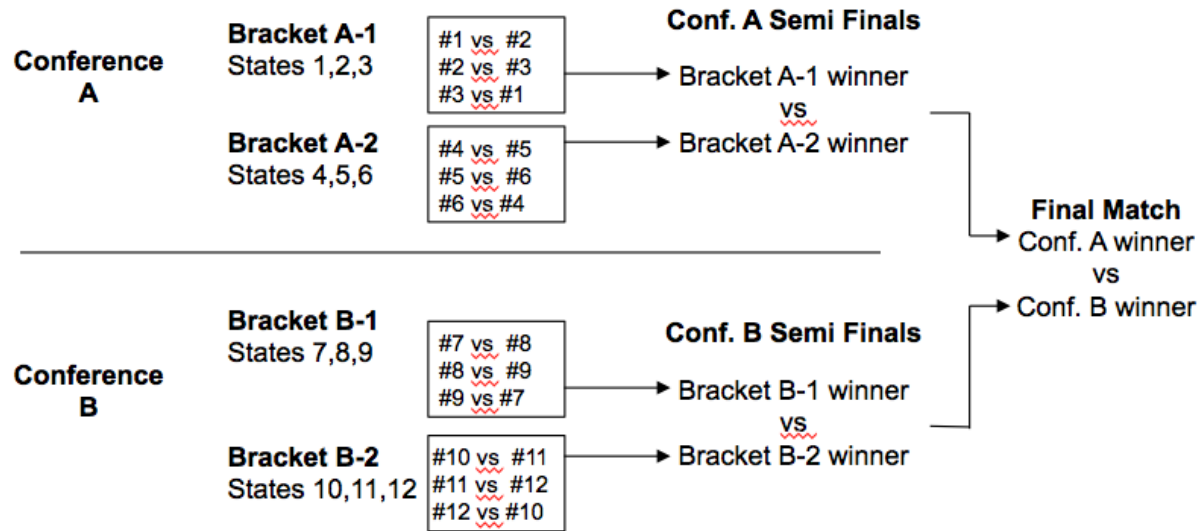 Conference
A
Bracket A-1
States 1,2,3
#1 vs #2
#2 vs #3
#3 vs #1
Bracket A-2
States 4,5,6
#4 vs #5
#5 vs #6
#6 vs #4
Conf. A Semi Finals
Bracket A-1 winner
vs
Bracket A-2 winner
Conference
B
Bracket B-1
States 7,8,9
#7 vs #8
#8 vs #9
#9 vs #7
Bracket B-2
States 10,11,12
#10 vs #11
#11 vs #12
#12 vs #10
Conf. B Semi Finals
Bracket B-1 winner
vs
Bracket B-2 winner
Final Match
Conf. A winner
vs
Conf. B winner